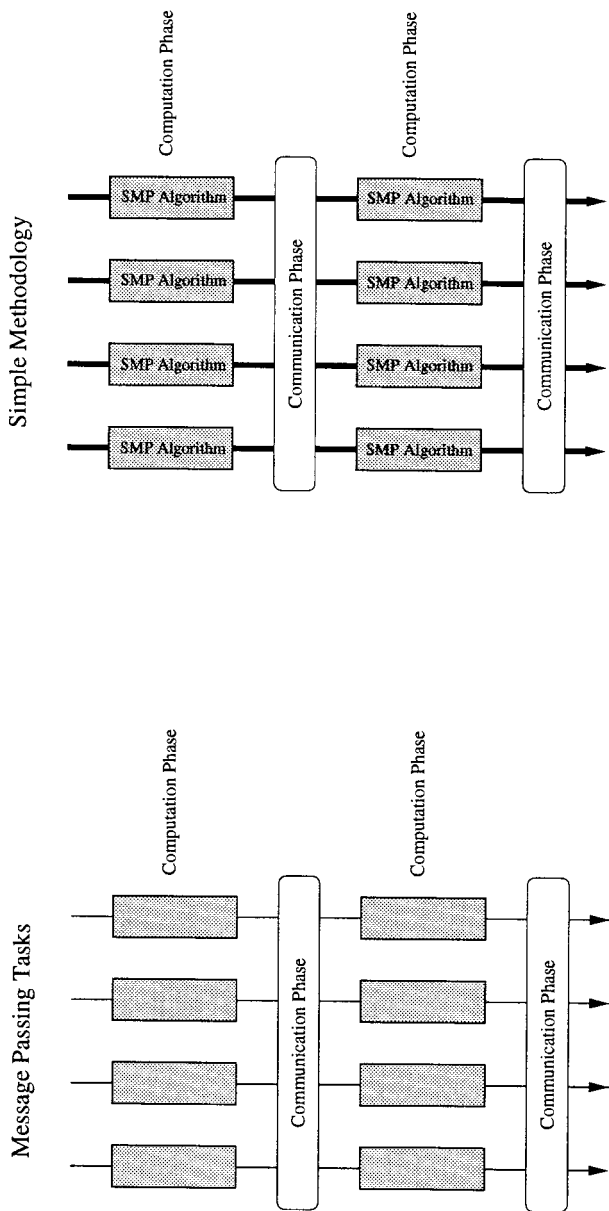 Message Passing Tasks
Computation Phase
Communication Phase
Computation Phase
Communication Phase
Simple Methodology
SMP Algorithm
SMP Algorithm
SMP Algorithm
SMP Algorithm
Computation Phase
Communication Phase
SMP Algorithm
SMP Algorithm
SMP Algorithm
SMP Algorithm
Computation Phase
Communication Phase